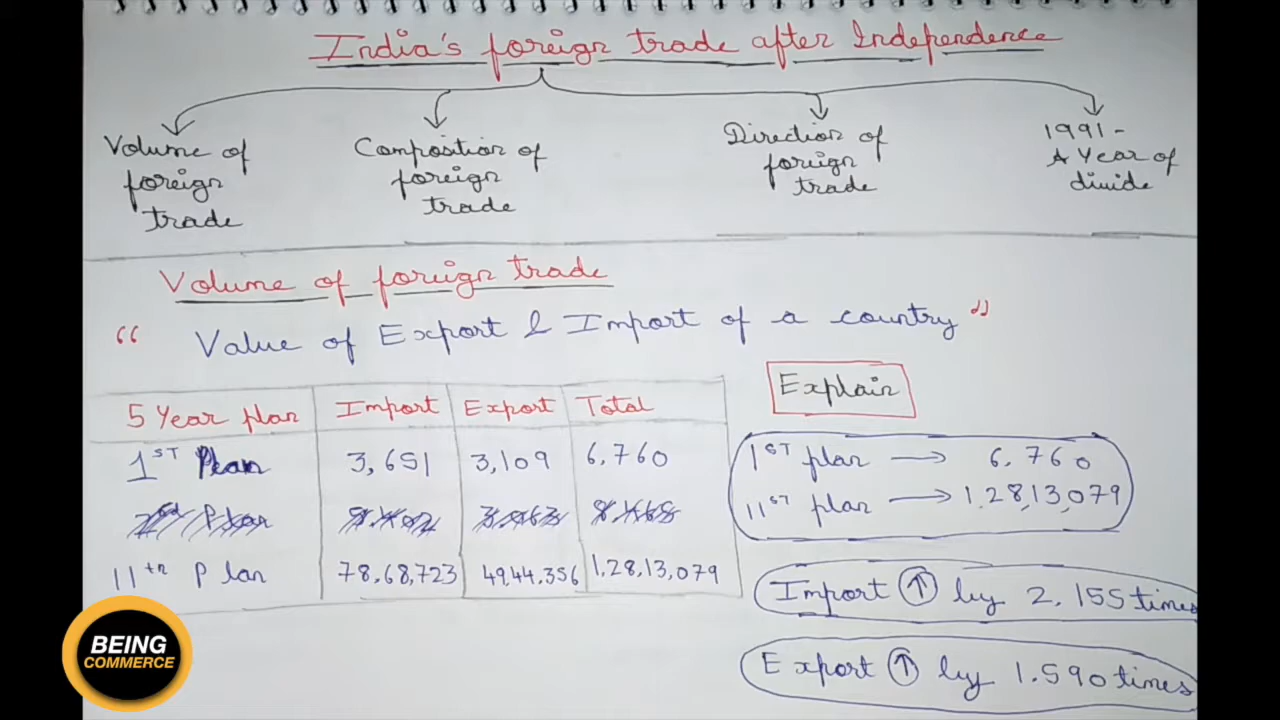 India's foreign trade after Independence
Volume of
foreign
trade
Composition of
foreign
trade
Direction of
foreign
trade
1991 -
A Year of
divide
Volume of foreign trade
“ Value of Export & Import of a country ”
5 Year plan Import Export Total
1ST Plan 3,651 3,109 6,760
11th Plan 78,68,723 49,44,356 1,28,13,079
Explain
1ST plan → 6,760
11ST plan → 1,28,13,079
Import ↑ by 2,155 times
Export ↑ by 1.590 times
BEING
COMMERCE